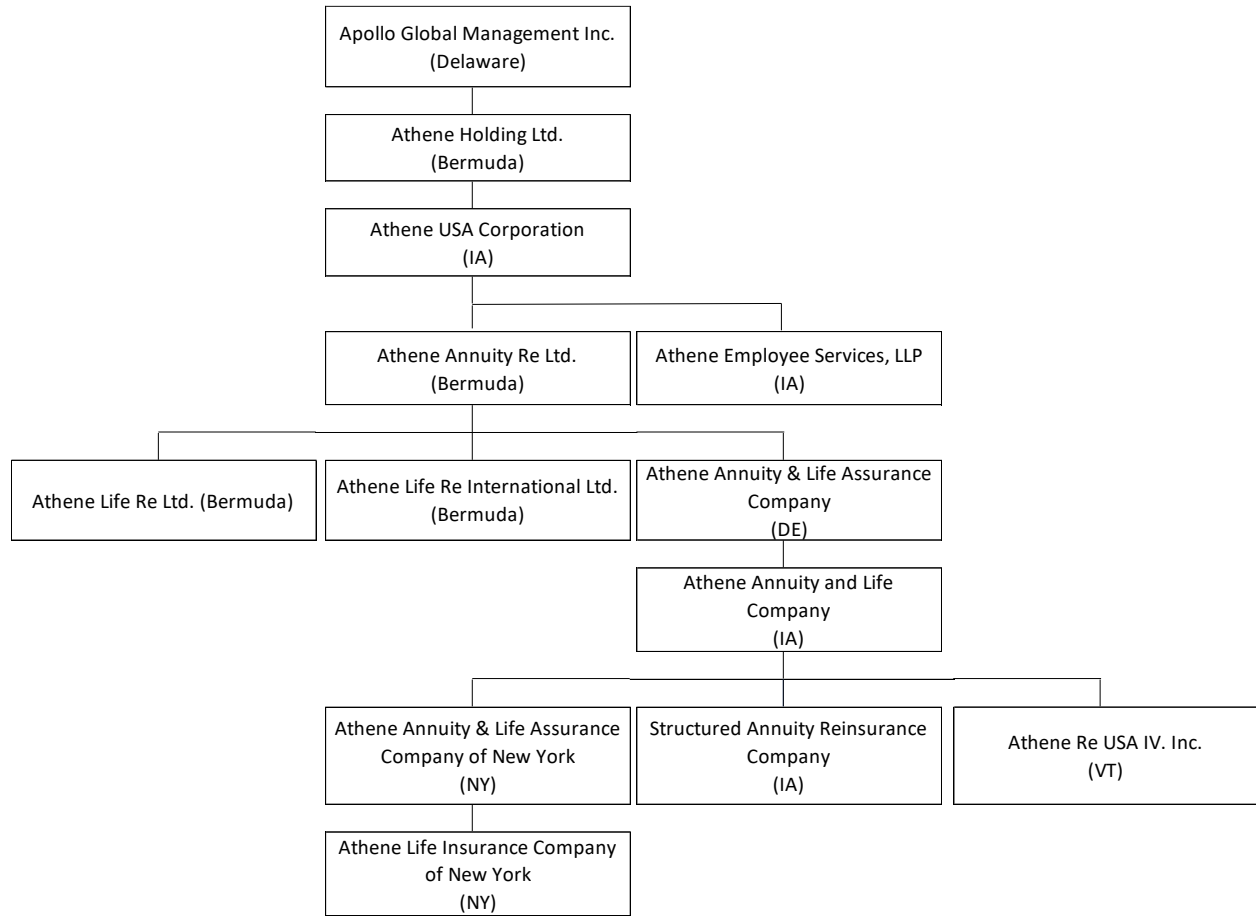 Apollo Global Management Inc.
(Delaware)
Athene Holding Ltd.
(Bermuda)
Athene USA Corporation
(IA)
Athene Annuity Re Ltd.
(Bermuda)
Athene Employee Services, LLP
(IA)
Athene Life Re Ltd. (Bermuda)
Athene Life Re International Ltd.
(Bermuda)
Athene Annuity & Life Assurance
Company
(DE)
Athene Annuity and Life
Company
(IA)
Athene Annuity & Life Assurance
Company of New York
(NY)
Structured Annuity Reinsurance
Company
(IA)
Athene Re USA IV. Inc.
(VT)
Athene Life Insurance Company
of New York
(NY)